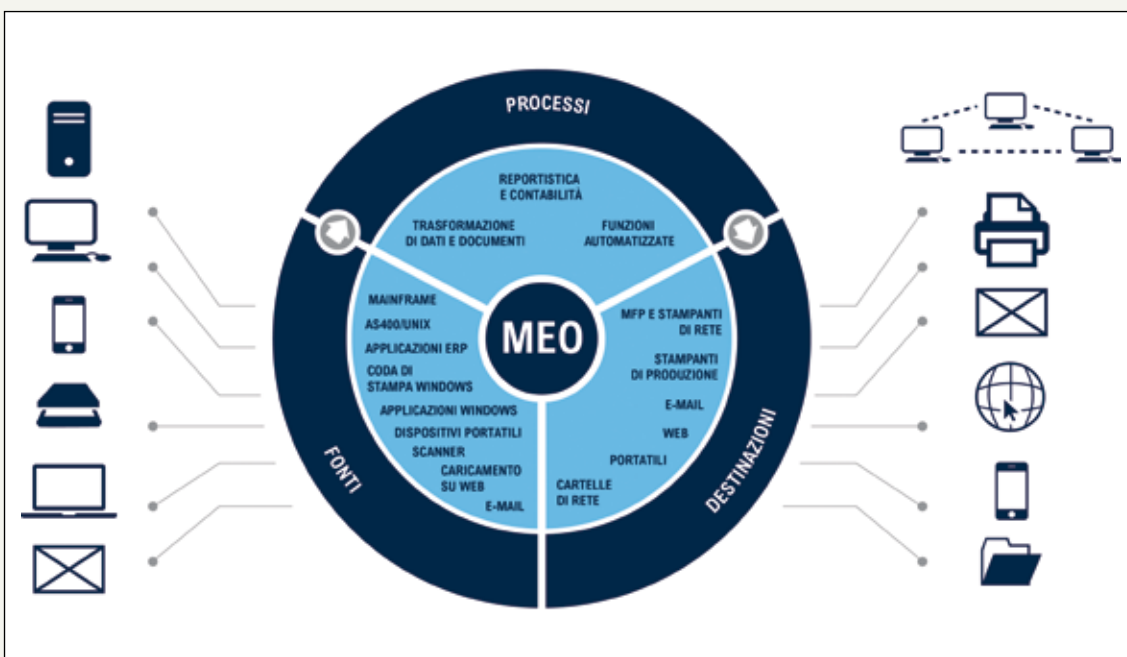 PROCESSI
REPORTISTICA
E CONTABILITÀ
TRASFORMAZIONE
DI DATI E DOCUMENTI
FUNZIONI
AUTOMATIZZATE
MEO
FONTI
MAINFRAME
AS400/UNIX
APPLICAZIONI ERP
CODA DI
STAMPA WINDOWS
APPLICAZIONI WINDOWS
DISPOSITIVI PORTATILI
SCANNER
CARICAMENTO
SU WEB
E-MAIL
DESTINAZIONI
MFP E STAMPANTI
DI RETE
STAMPANTI
DI PRODUZIONE
E-MAIL
WEB
PORTATILI
CARTELLE
DI RETE